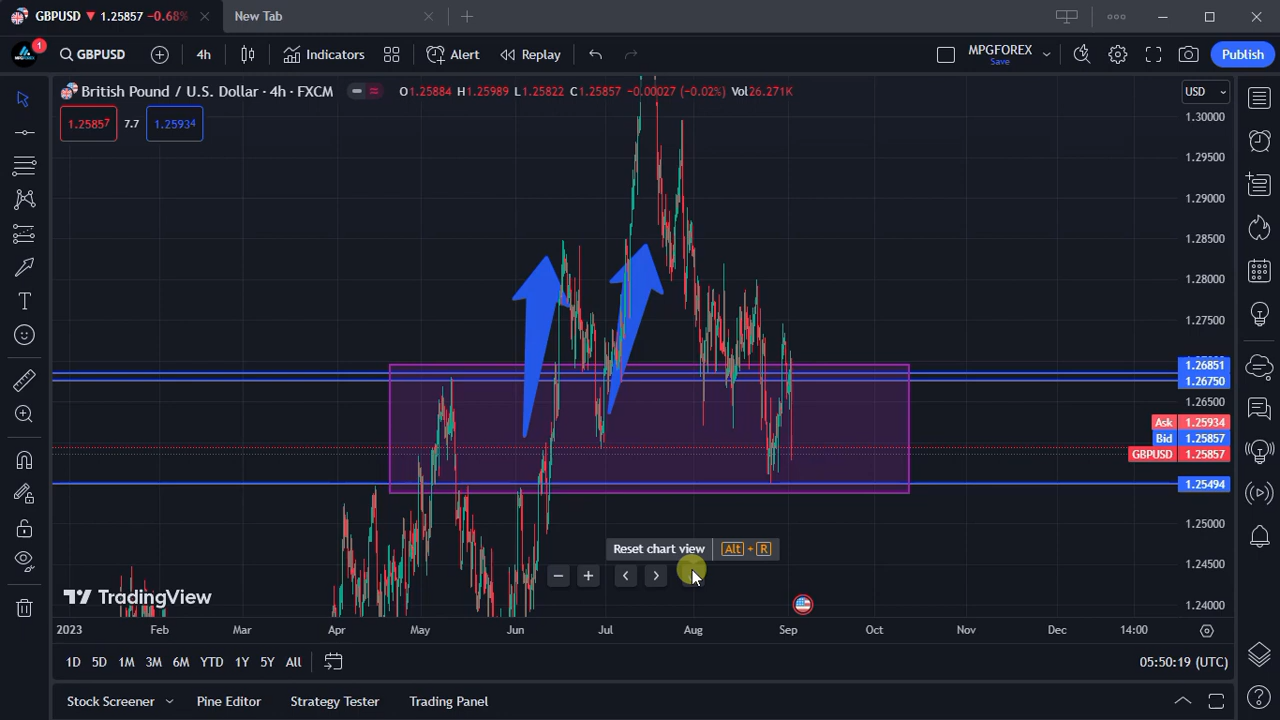 GBPUSD ▼ 1.25857 −0.68%
New Tab
1
GBPUSD
4h
Indicators
Alert
Replay
MPGFOREX
Save
Publish
British Pound / U.S. Dollar · 4h · FXCM
O1.25884 H1.25989 L1.25822 C1.25857 −0.00027 (−0.02%) Vol26.271K
USD
1.25857
7.7
1.25934
1.30000
1.29500
1.29000
1.28500
1.28000
1.27500
1.26851
1.26750
1.26500
Ask 1.25934
Bid 1.25857
GBPUSD 1.25857
1.25494
1.25000
1.24500
1.24000
Reset chart view Alt + R
TradingView
2023 Feb Mar Apr May Jun Jul Aug Sep Oct Nov Dec 14:00
1D 5D 1M 3M 6M YTD 1Y 5Y All
05:50:19 (UTC)
Stock Screener
Pine Editor
Strategy Tester
Trading Panel